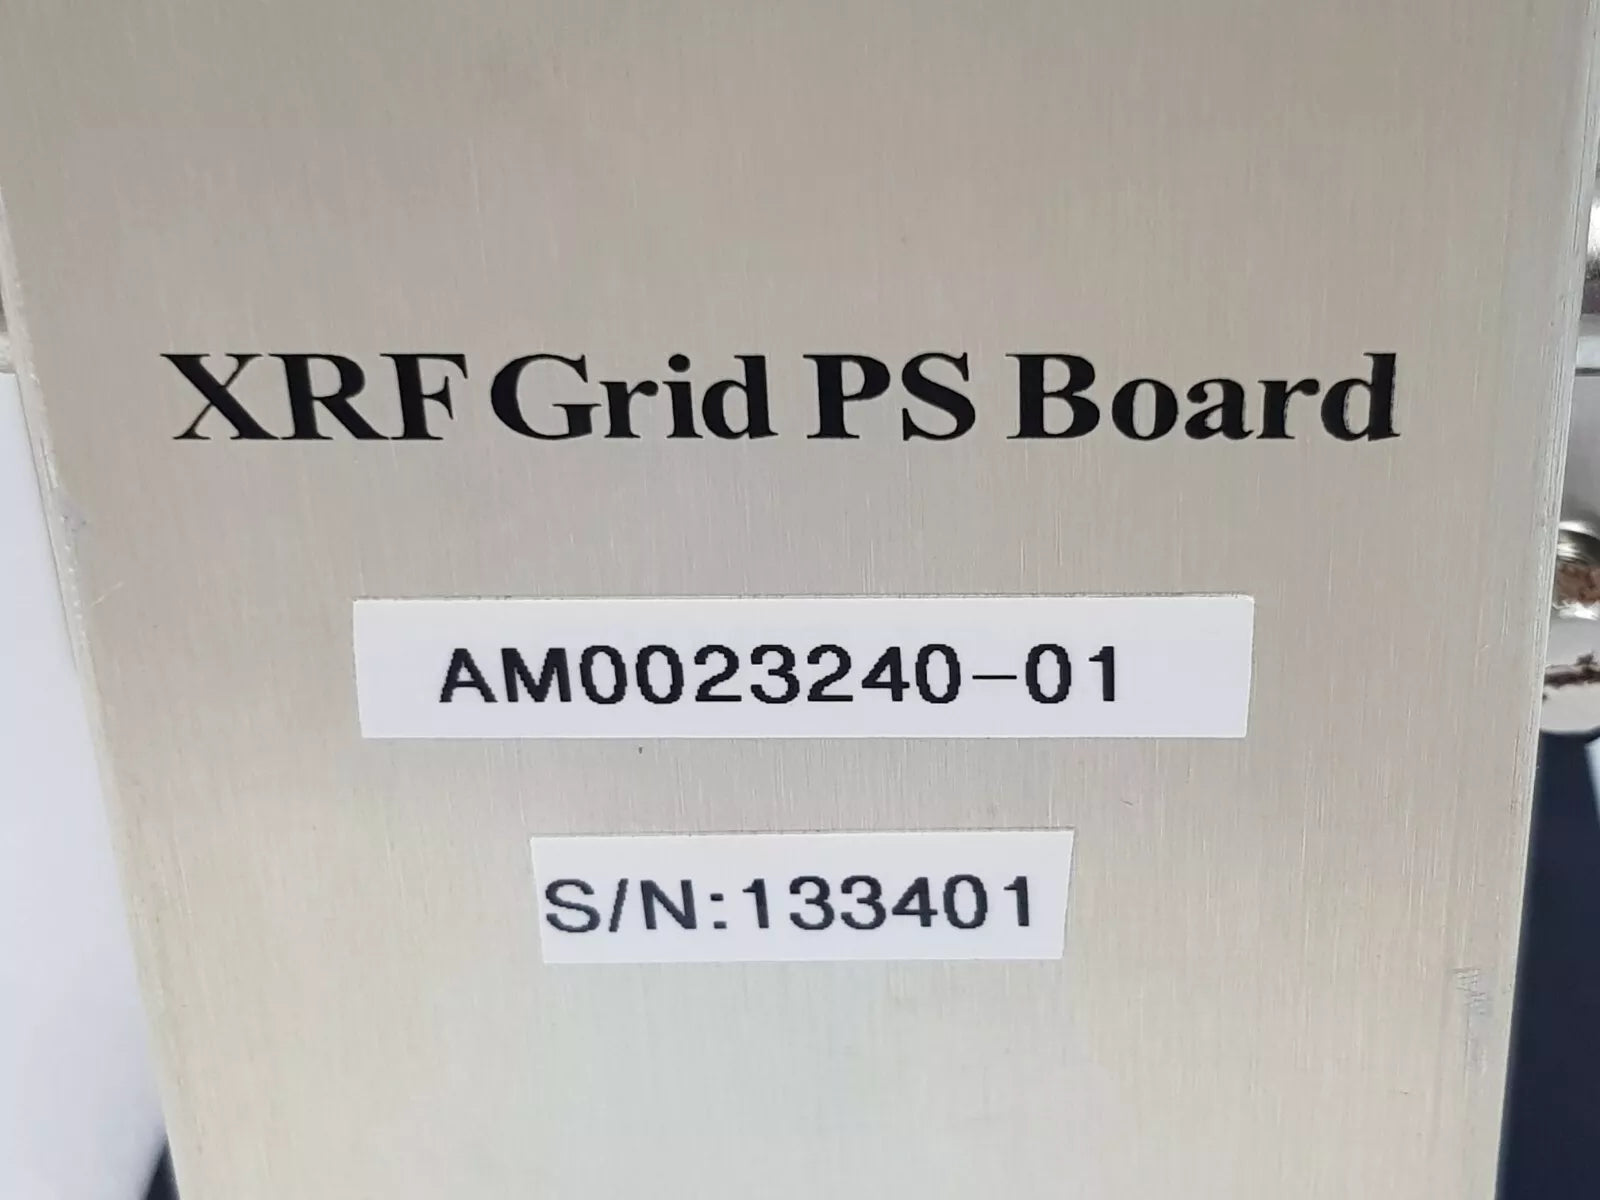 XRF Grid PS Board
AM0023240-01
S/N:133401